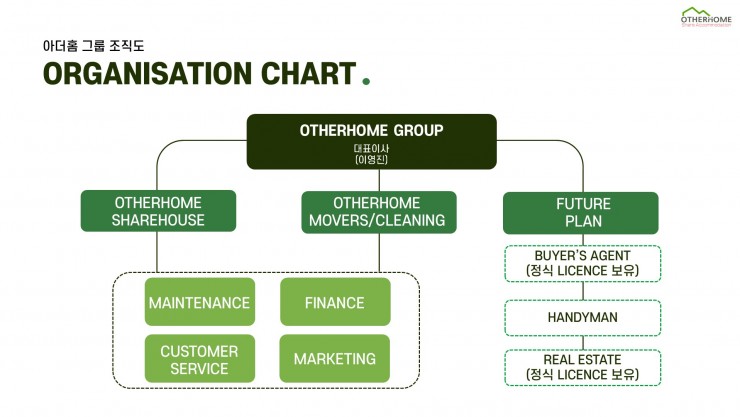 OTHERHOME
Share Accommodation
아더홈 그룹 조직도
ORGANISATION CHART.
OTHERHOME GROUP
대표이사
(이영진)
OTHERHOME
SHAREHOUSE
OTHERHOME
MOVERS/CLEANING
FUTURE
PLAN
MAINTENANCE
FINANCE
CUSTOMER
SERVICE
MARKETING
BUYER'S AGENT
(정식 LICENCE 보유)
HANDYMAN
REAL ESTATE
(정식 LICENCE 보유)